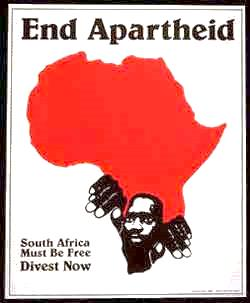 End Apartheid
South Africa
Must Be Free
Divest Now